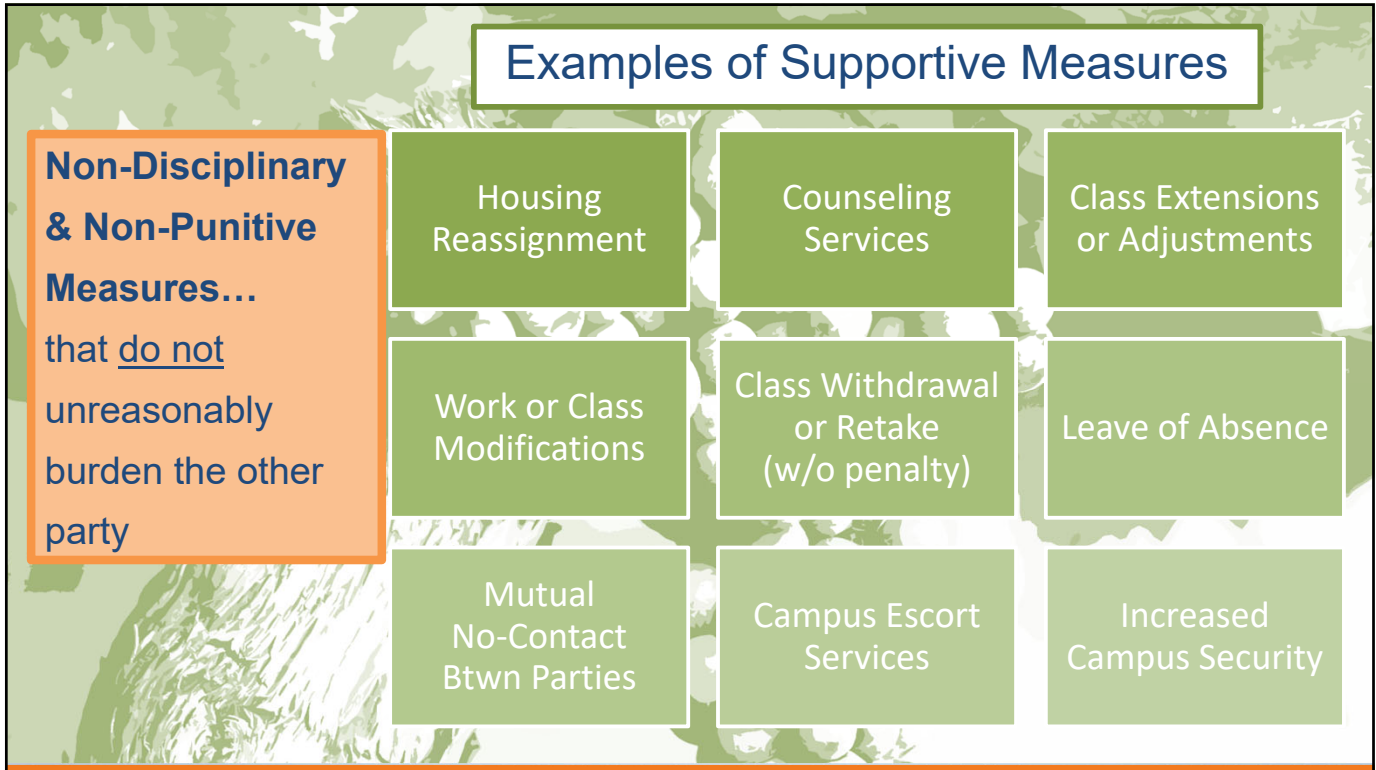 Examples of Supportive Measures
Non-Disciplinary
& Non-Punitive
Measures…
that do not
unreasonably
burden the other
party
Housing
Reassignment
Counseling
Services
Class Extensions
or Adjustments
Work or Class
Modifications
Class Withdrawal
or Retake
(w/o penalty)
Leave of Absence
Mutual
No-Contact
Btwn Parties
Campus Escort
Services
Increased
Campus Security